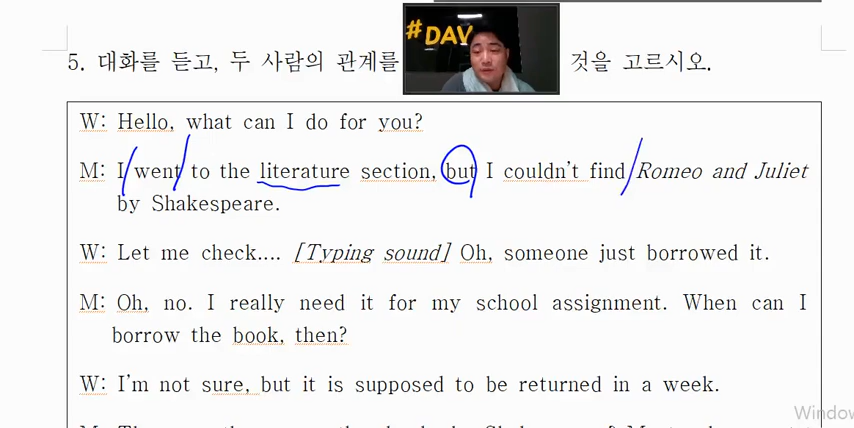 #DAY
5. 대화를 듣고, 두 사람의 관계를 것을 고르시오.
W: Hello, what can I do for you?
M: I went to the literature section, but I couldn't find Romeo and Juliet
by Shakespeare.
W: Let me check.... [Typing sound] Oh, someone just borrowed it.
M: Oh, no. I really need it for my school assignment. When can I
borrow the book, then?
W: I'm not sure, but it is supposed to be returned in a week.